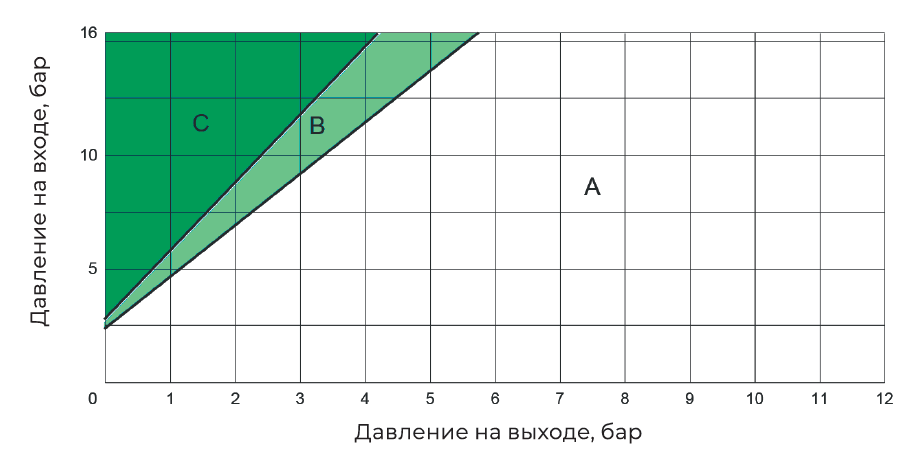 16
Давление на входе, бар
C
B
10
A
5
0 1 2 3 4 5 6 7 8 9 10 11 12
Давление на выходе, бар